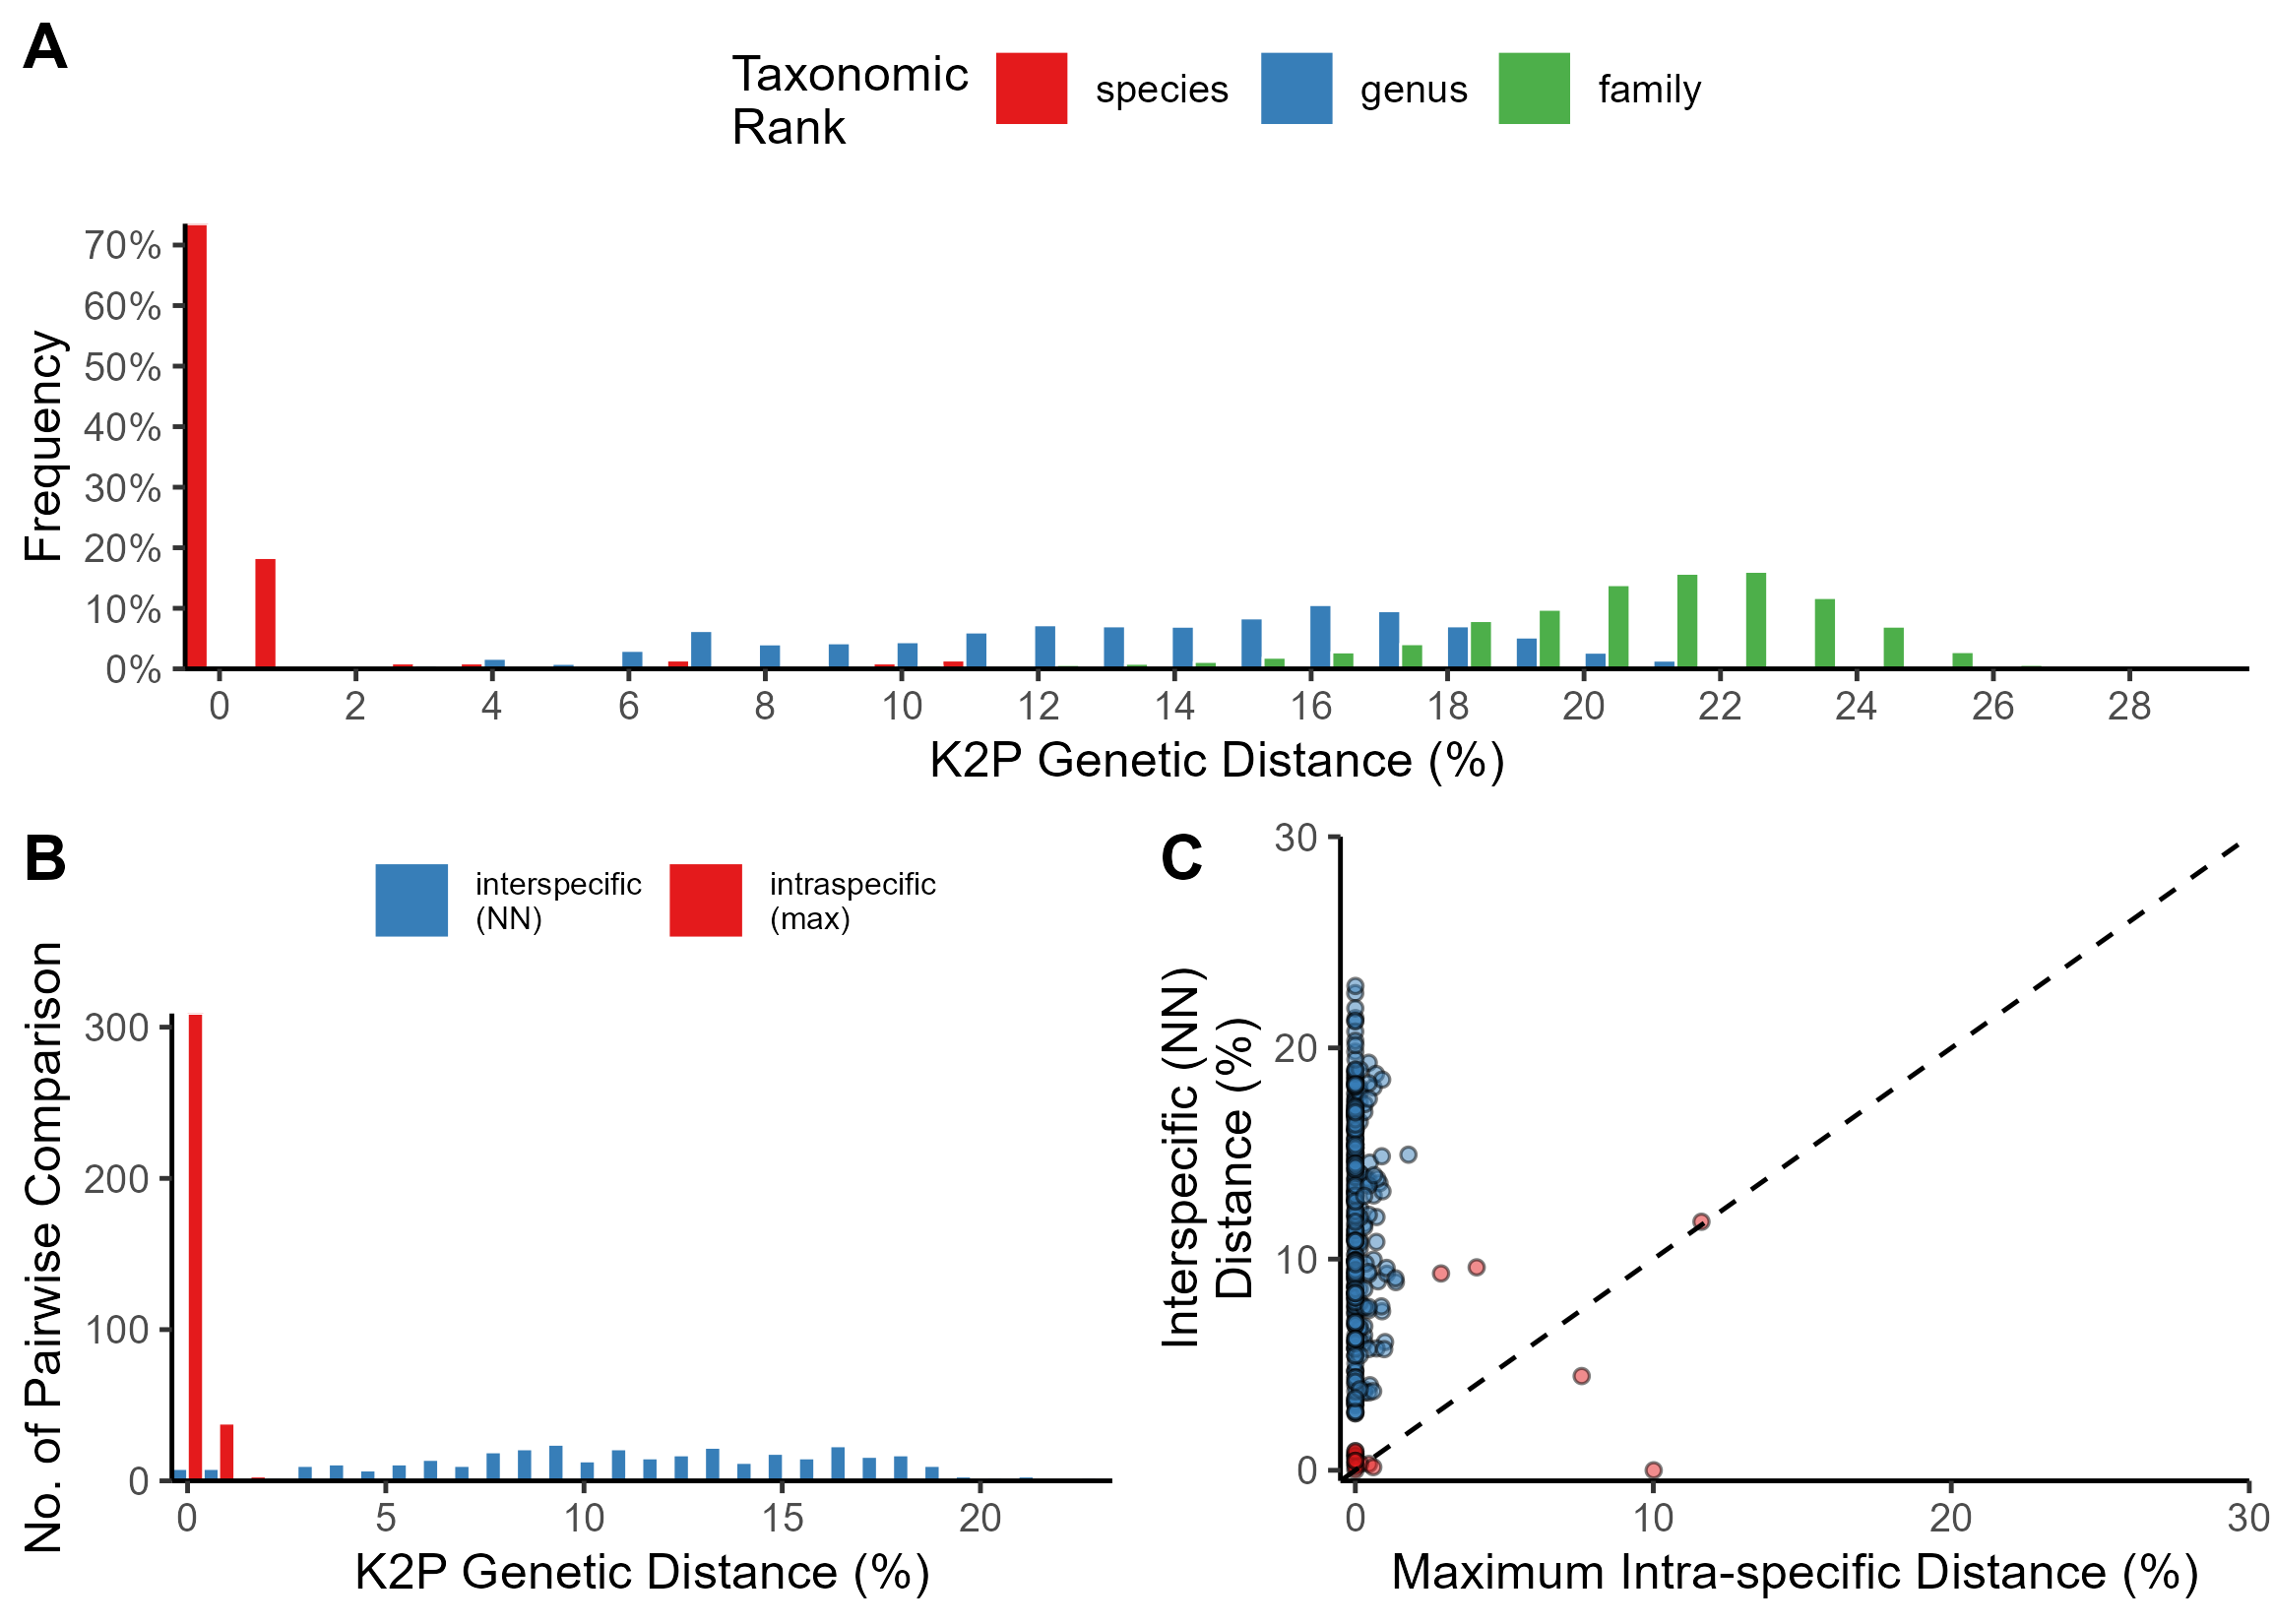 A
Taxonomic
Rank
species
genus
family
Frequency
70%
60%
50%
40%
30%
20%
10%
0%
0 2 4 6 8 10 12 14 16 18 20 22 24 26 28
K2P Genetic Distance (%)
B
interspecific
(NN)
intraspecific
(max)
No. of Pairwise Comparison
300
200
100
0
0 5 10 15 20
K2P Genetic Distance (%)
C
Interspecific (NN)
Distance (%)
30
20
10
0
0 10 20 30
Maximum Intra-specific Distance (%)